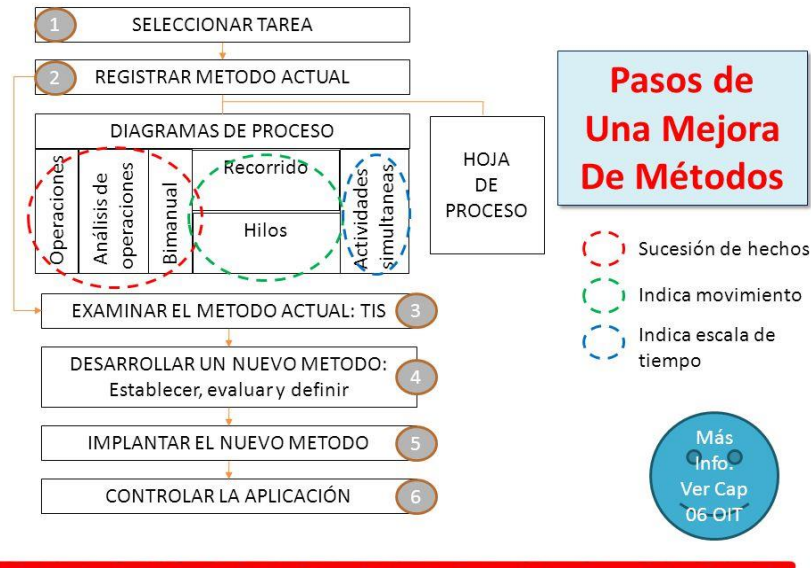 1 SELECCIONAR TAREA
2 REGISTRAR METODO ACTUAL
DIAGRAMAS DE PROCESO
Operaciones
Análisis de
operaciones
Bimanual
Recorrido
Hilos
Actividades
simultaneas
HOJA
DE
PROCESO
EXAMINAR EL METODO ACTUAL: TIS 3
DESARROLLAR UN NUEVO METODO:
Establecer, evaluar y definir
4
IMPLANTAR EL NUEVO METODO 5
CONTROLAR LA APLICACIÓN 6
Pasos de
Una Mejora
De Métodos
Sucesión de hechos
Indica movimiento
Indica escala de
tiempo
Más
Info.
Ver Cap
06 OIT